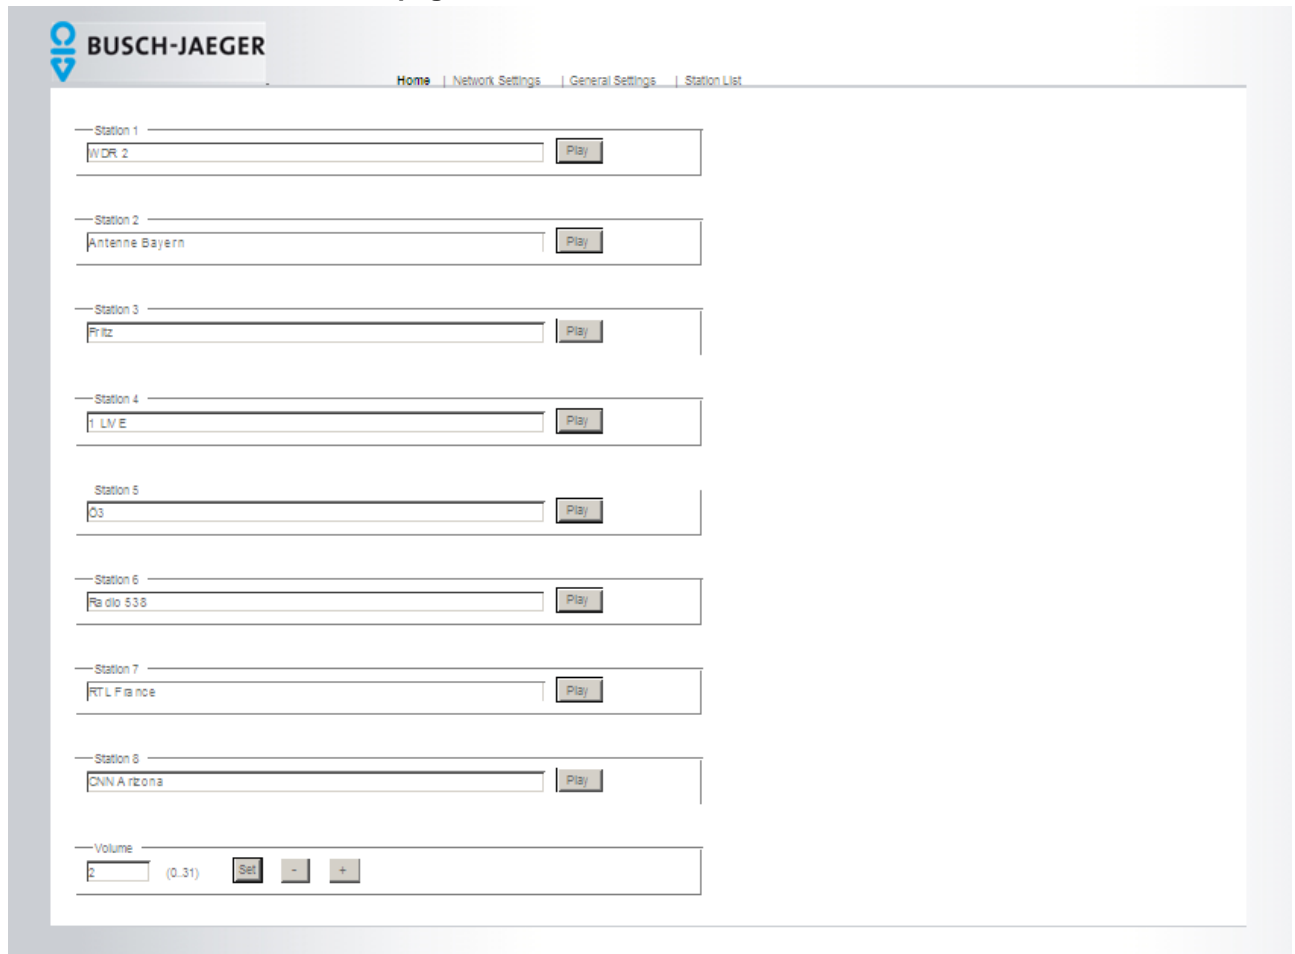 BUSCH-JAEGER
Home | Network Settings | General Settings | Station List
Station 1
WDR 2 Play
Station 2
Antenne Bayern Play
Station 3
Fritz Play
Station 4
1 LIVE Play
Station 5
Ö3 Play
Station 6
Radio 538 Play
Station 7
RTL France Play
Station 8
CNN Arizona Play
Volume
2 (0..31) Set - +